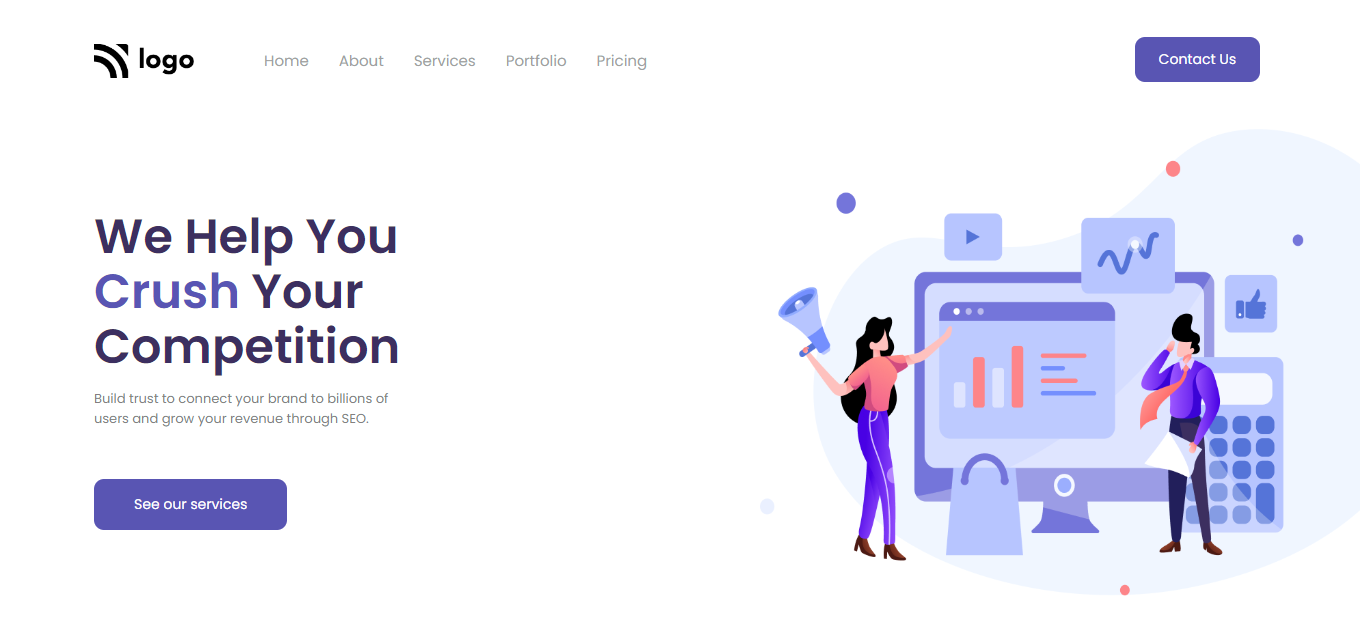 logo
Home About Services Portfolio Pricing
Contact Us
We Help You
Crush Your
Competition
Build trust to connect your brand to billions of
users and grow your revenue through SEO.
See our services